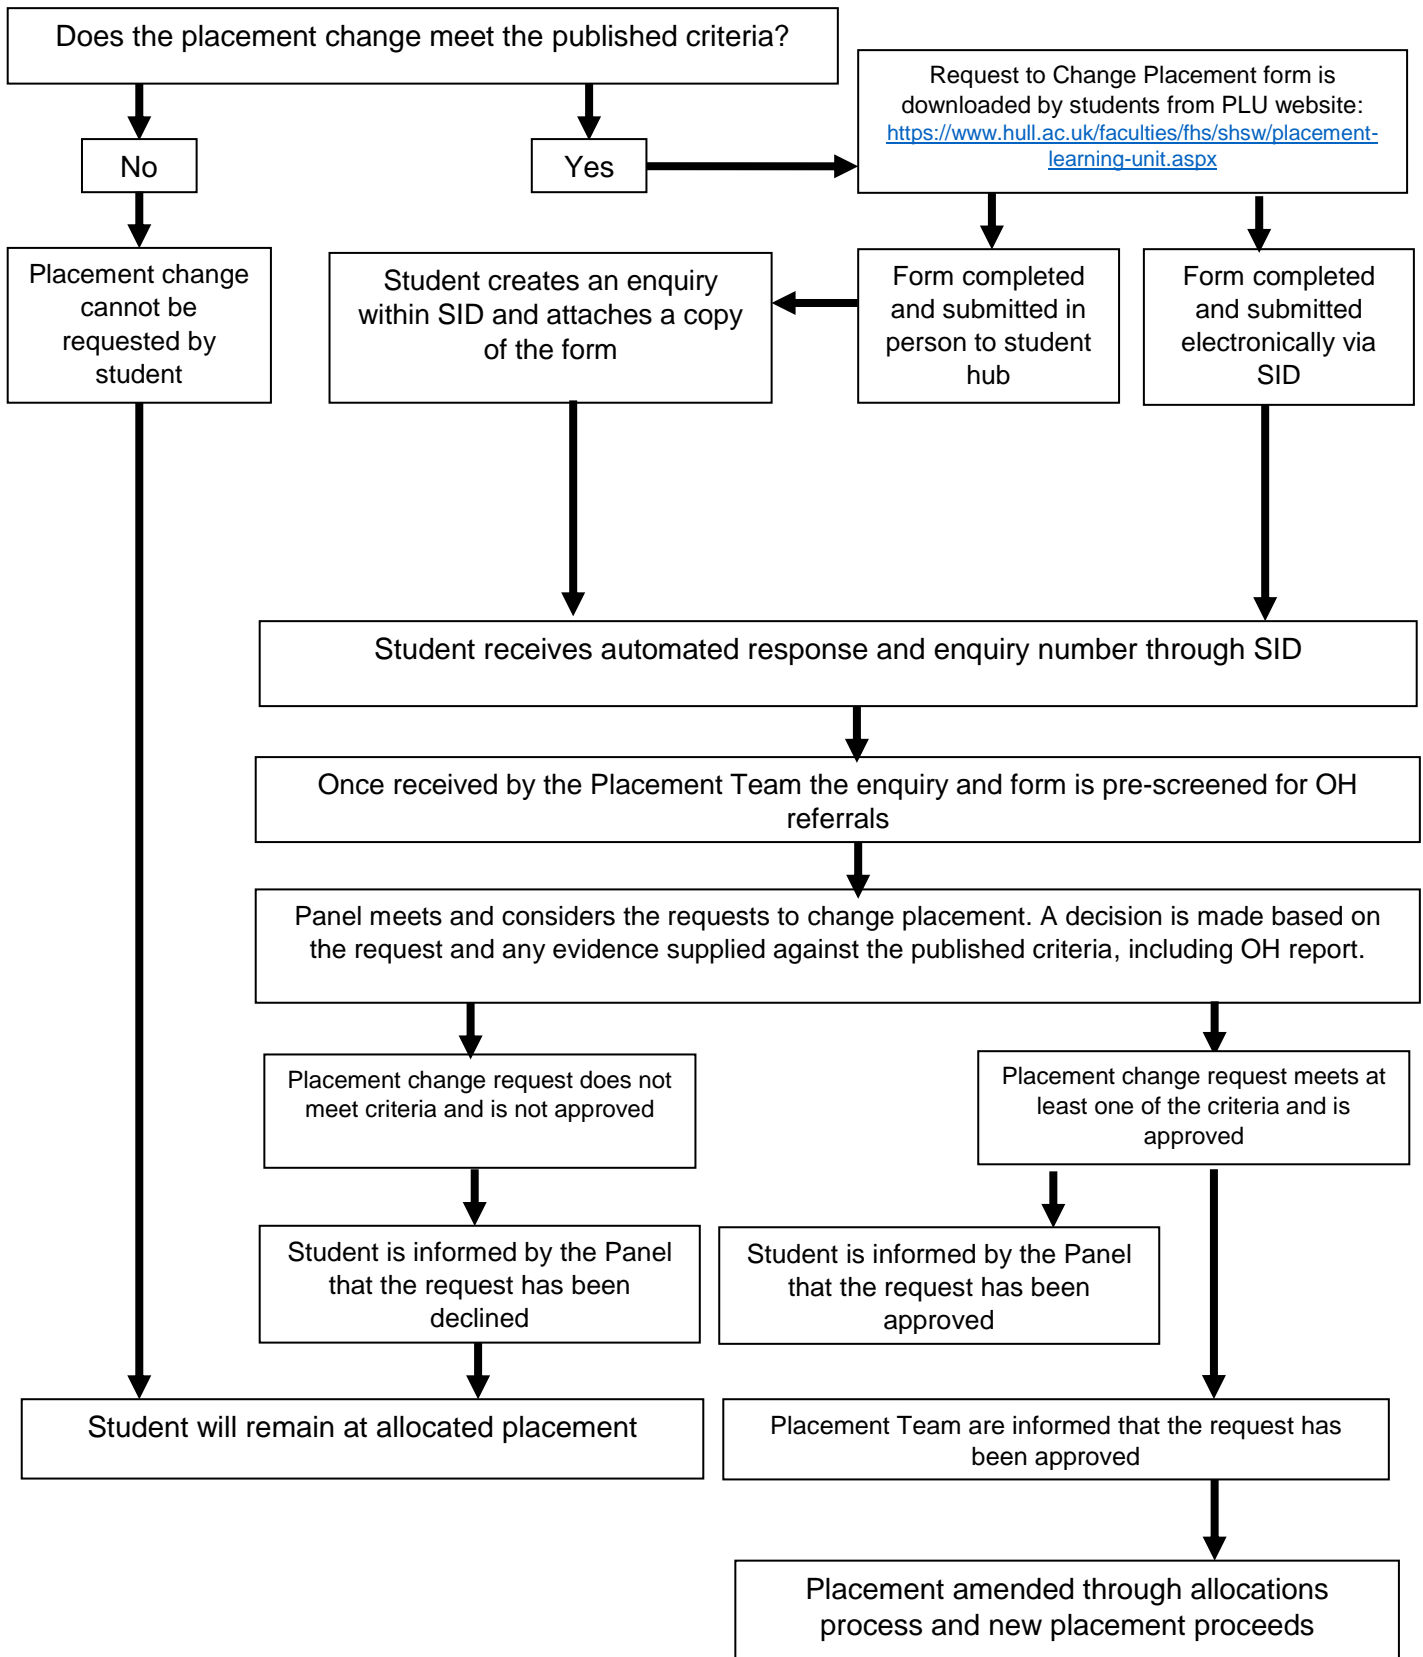 Does the placement change meet the published criteria?
Request to Change Placement form is
downloaded by students from PLU website:
https://www.hull.ac.uk/faculties/fhs/shsw/placement-
learning-unit.aspx
No
Yes
Placement change
cannot be
requested by
student
Student creates an enquiry
within SID and attaches a copy
of the form
Form completed
and submitted in
person to student
hub
Form completed
and submitted
electronically via
SID
Student receives automated response and enquiry number through SID
Once received by the Placement Team the enquiry and form is pre-screened for OH
referrals
Panel meets and considers the requests to change placement. A decision is made based on
the request and any evidence supplied against the published criteria, including OH report.
Placement change request does not
meet criteria and is not approved
Placement change request meets at
least one of the criteria and is
approved
Student is informed by the Panel
that the request has been
declined
Student is informed by the Panel
that the request has been
approved
Student will remain at allocated placement
Placement Team are informed that the request has
been approved
Placement amended through allocations
process and new placement proceeds